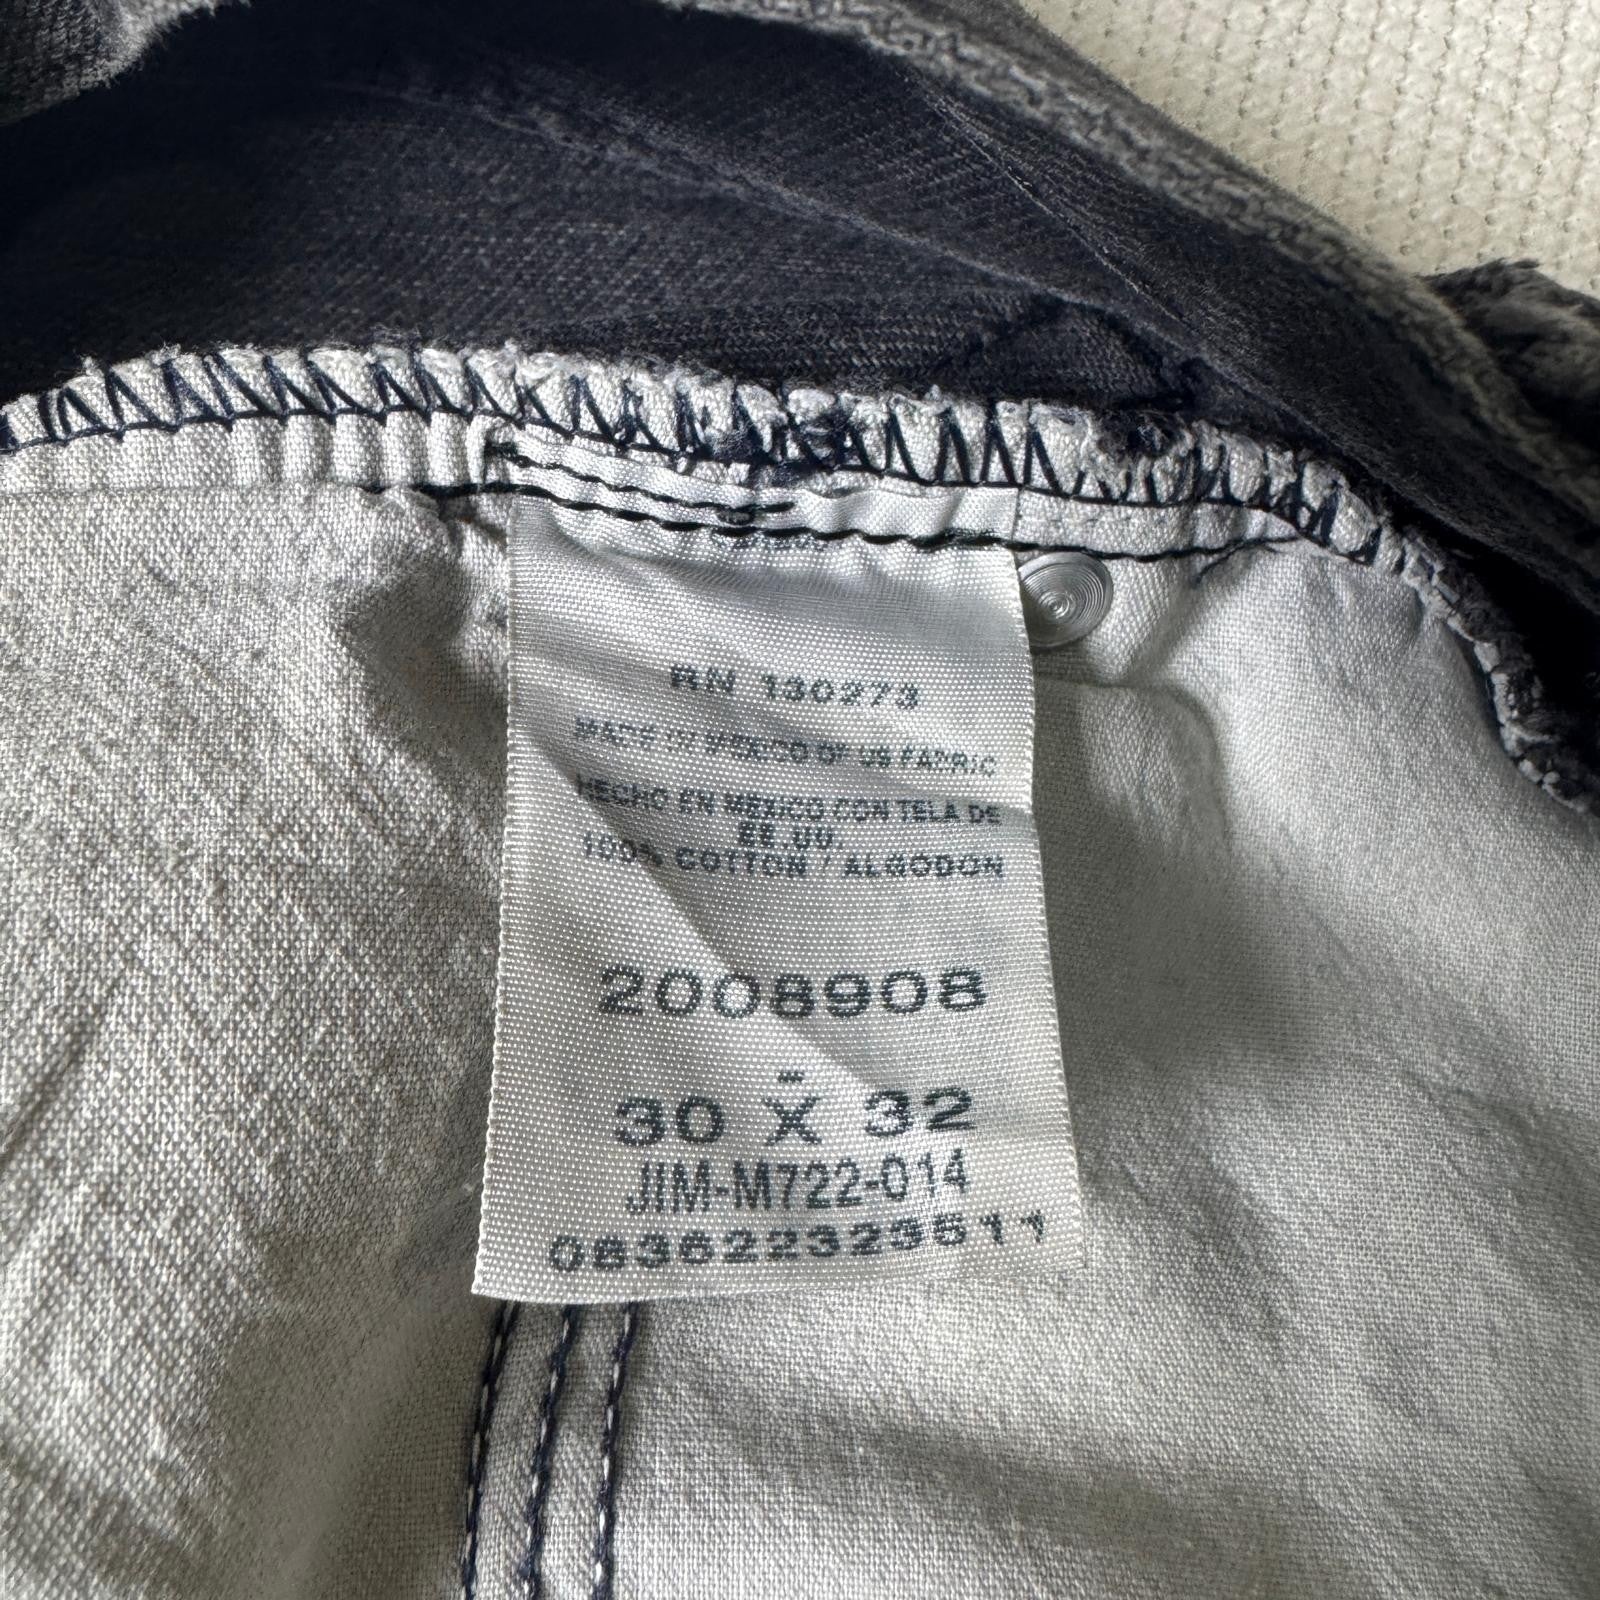 RN 130273
MADE IN MEXICO OF US FABRIC
HECHO EN MEXICO CON TELA DE
EE.UU.
100% COTTON / ALGODON
2008908
-
30 X 32
JIM-M722-014
083622323511